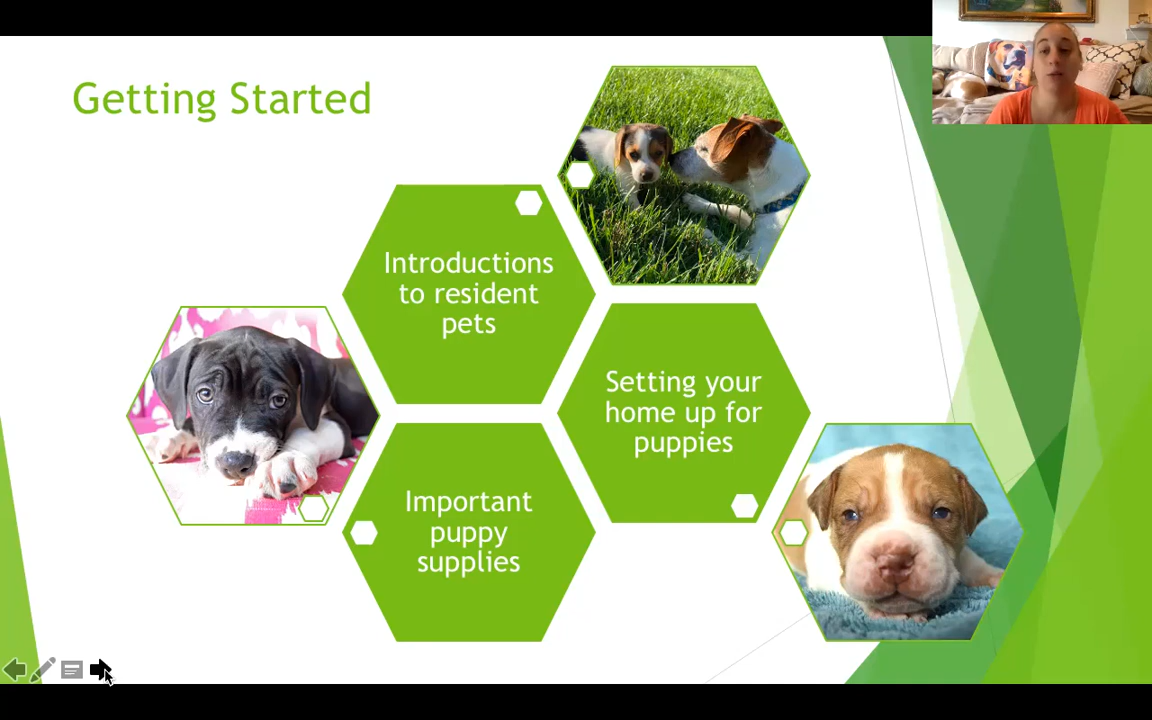 Getting Started
Introductions
to resident
pets
Setting your
home up for
puppies
Important
puppy
supplies